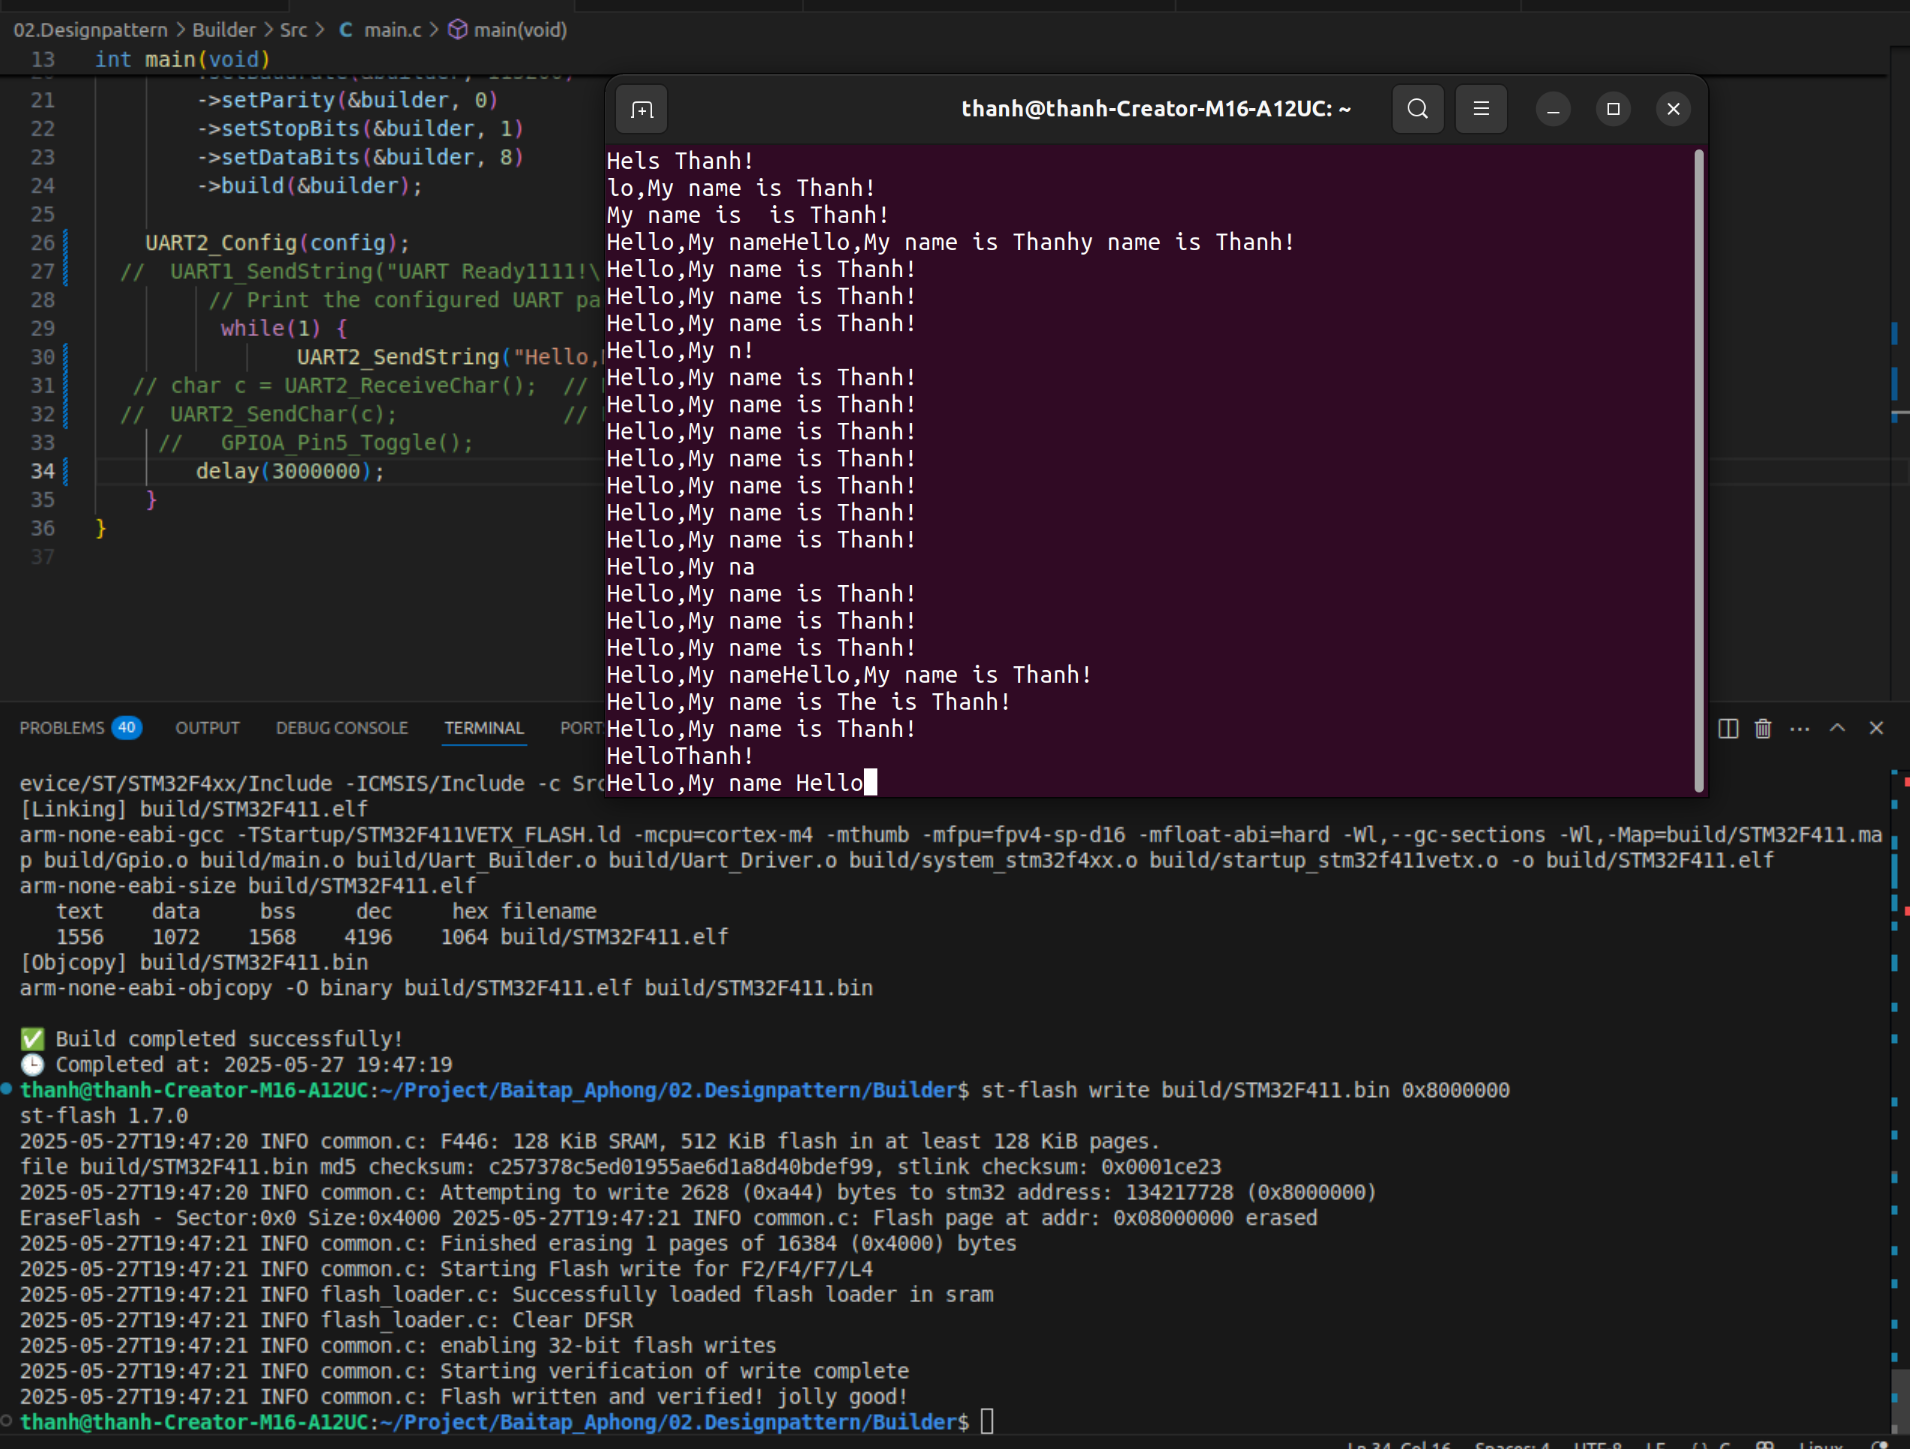 02.Designpattern > Builder > Src > C main.c > main(void)
13 int main(void)
21 ->setParity(&builder, 0)
22 ->setStopBits(&builder, 1)
23 ->setDataBits(&builder, 8)
24 ->build(&builder);
25
26 UART2_Config(config);
27 // UART1_SendString("UART Ready1111!\
28 // Print the configured UART pa
29 while(1) {
30 UART2_SendString("Hello,
31 // char c = UART2_ReceiveChar(); //
32 // UART2_SendChar(c); //
33 // GPIOA_Pin5_Toggle();
34 delay(3000000);
35 }
36 }
37
thanh@thanh-Creator-M16-A12UC: ~
Hels Thanh!
lo,My name is Thanh!
My name is  is Thanh!
Hello,My nameHello,My name is Thanhy name is Thanh!
Hello,My name is Thanh!
Hello,My name is Thanh!
Hello,My name is Thanh!
Hello,My n!
Hello,My name is Thanh!
Hello,My name is Thanh!
Hello,My name is Thanh!
Hello,My name is Thanh!
Hello,My name is Thanh!
Hello,My name is Thanh!
Hello,My name is Thanh!
Hello,My na
Hello,My name is Thanh!
Hello,My name is Thanh!
Hello,My name is Thanh!
Hello,My nameHello,My name is Thanh!
Hello,My name is The is Thanh!
Hello,My name is Thanh!
HelloThanh!
Hello,My name Hello
PROBLEMS 40 OUTPUT DEBUG CONSOLE TERMINAL PORT
evice/ST/STM32F4xx/Include -ICMSIS/Include -c Src
[Linking] build/STM32F411.elf
arm-none-eabi-gcc -TStartup/STM32F411VETX_FLASH.ld -mcpu=cortex-m4 -mthumb -mfpu=fpv4-sp-d16 -mfloat-abi=hard -Wl,--gc-sections -Wl,-Map=build/STM32F411.ma
p build/Gpio.o build/main.o build/Uart_Builder.o build/Uart_Driver.o build/system_stm32f4xx.o build/startup_stm32f411vetx.o -o build/STM32F411.elf
arm-none-eabi-size build/STM32F411.elf
text data bss dec hex filename
1556 1072 1568 4196 1064 build/STM32F411.elf
[Objcopy] build/STM32F411.bin
arm-none-eabi-objcopy -O binary build/STM32F411.elf build/STM32F411.bin
✅ Build completed successfully!
🕒 Completed at: 2025-05-27 19:47:19
thanh@thanh-Creator-M16-A12UC:~/Project/Baitap_Aphong/02.Designpattern/Builder$ st-flash write build/STM32F411.bin 0x8000000
st-flash 1.7.0
2025-05-27T19:47:20 INFO common.c: F446: 128 KiB SRAM, 512 KiB flash in at least 128 KiB pages.
file build/STM32F411.bin md5 checksum: c257378c5ed01955ae6d1a8d40bdef99, stlink checksum: 0x0001ce23
2025-05-27T19:47:20 INFO common.c: Attempting to write 2628 (0xa44) bytes to stm32 address: 134217728 (0x8000000)
EraseFlash - Sector:0x0 Size:0x4000 2025-05-27T19:47:21 INFO common.c: Flash page at addr: 0x08000000 erased
2025-05-27T19:47:21 INFO common.c: Finished erasing 1 pages of 16384 (0x4000) bytes
2025-05-27T19:47:21 INFO common.c: Starting Flash write for F2/F4/F7/L4
2025-05-27T19:47:21 INFO flash_loader.c: Successfully loaded flash loader in sram
2025-05-27T19:47:21 INFO flash_loader.c: Clear DFSR
2025-05-27T19:47:21 INFO common.c: enabling 32-bit flash writes
2025-05-27T19:47:21 INFO common.c: Starting verification of write complete
2025-05-27T19:47:21 INFO common.c: Flash written and verified! jolly good!
thanh@thanh-Creator-M16-A12UC:~/Project/Baitap_Aphong/02.Designpattern/Builder$